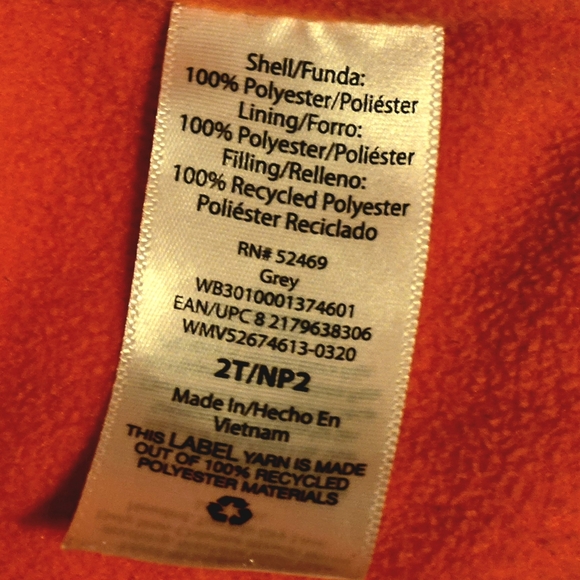 Shell/Funda:
100% Polyester/Poliéster
Lining/Forro:
100% Polyester/Poliéster
Filling/Relleno:
100% Recycled Polyester
Poliéster Reciclado
RN# 52469
Grey
WB3010001374601
EAN/UPC 8 2179638306
WMV52674613-0320
2T/NP2
Made In/Hecho En
Vietnam
THIS LABEL YARN IS MADE
OUT OF 100% RECYCLED
POLYESTER MATERIALS